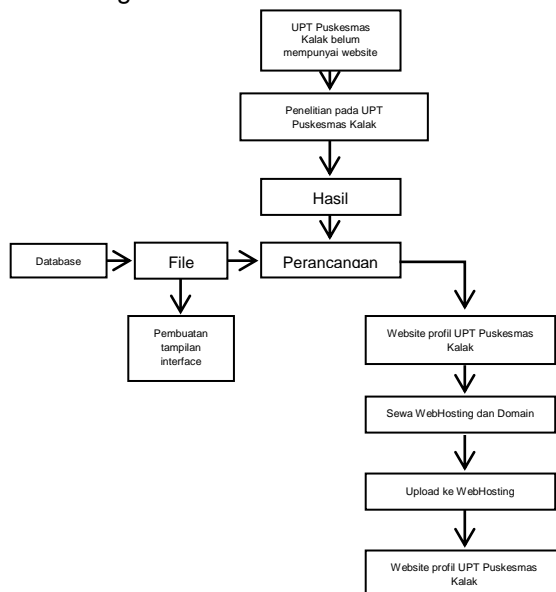 UPT Puskesmas
Kalak belum
mempunyai website
Penelitian pada UPT
Puskesmas Kalak
Hasil
Database
File
Perancangan
Pembuatan
tampilan
interface
Website profil UPT Puskesmas
Kalak
Sewa WebHosting dan Domain
Upload ke WebHosting
Website profil UPT Puskesmas
Kalak